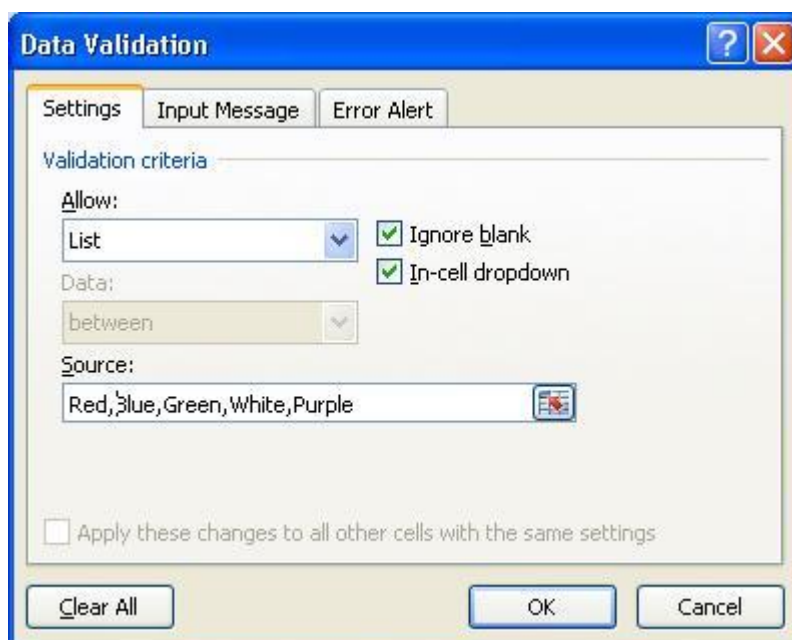 Data Validation
Settings Input Message Error Alert
Validation criteria
Allow:
List
Ignore blank
In-cell dropdown
Data:
between
Source:
Red,Blue,Green,White,Purple
Apply these changes to all other cells with the same settings
Clear All OK Cancel